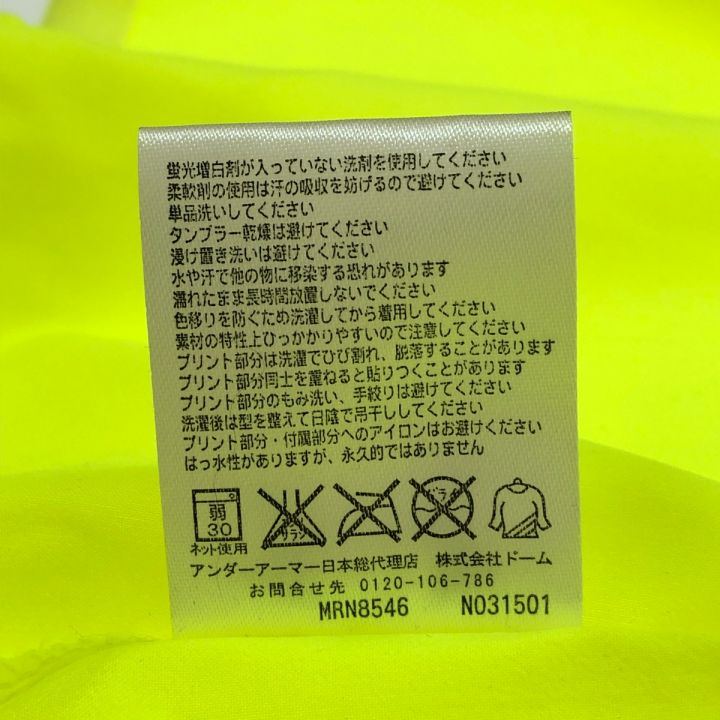 蛍光増白剤が入っていない洗剤を使用してください
柔軟剤の使用は汗の吸収を妨げるので避けてください
単品洗いしてください
タンブラー乾燥は避けてください
浸け置き洗いは避けてください
水や汗で他の物に移染する恐れがあります
濡れたまま長時間放置しないでください
色移りを防ぐため洗濯してから着用してください
素材の特性上ひっかかりやすいので注意してください
プリント部分は洗濯でひび割れ、脱落することがあります
プリント部分同士を重ねると貼りつくことがあります
プリント部分のもみ洗い、手絞りは避けてください
洗濯後は型を整えて日陰で吊干ししてください
プリント部分・付属部分へのアイロンはお避けください
はっ水性がありますが、永久的ではありません
弱
30
エンソ
サラシ
ドライ
ネット使用
アンダーアーマー日本総代理店 株式会社ドーム
お問合せ先 0120-106-786
MRN8546 N031501